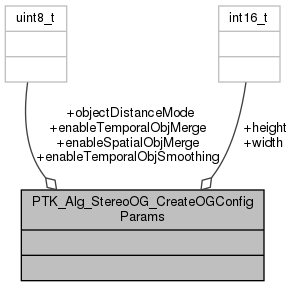 uint8_t
int16_t
+objectDistanceMode
+enableTemporalObjMerge
+enableSpatialObjMerge
+enableTemporalObjSmoothing
+height
+width
PTK_Alg_StereoOG_CreateOGConfig
Params